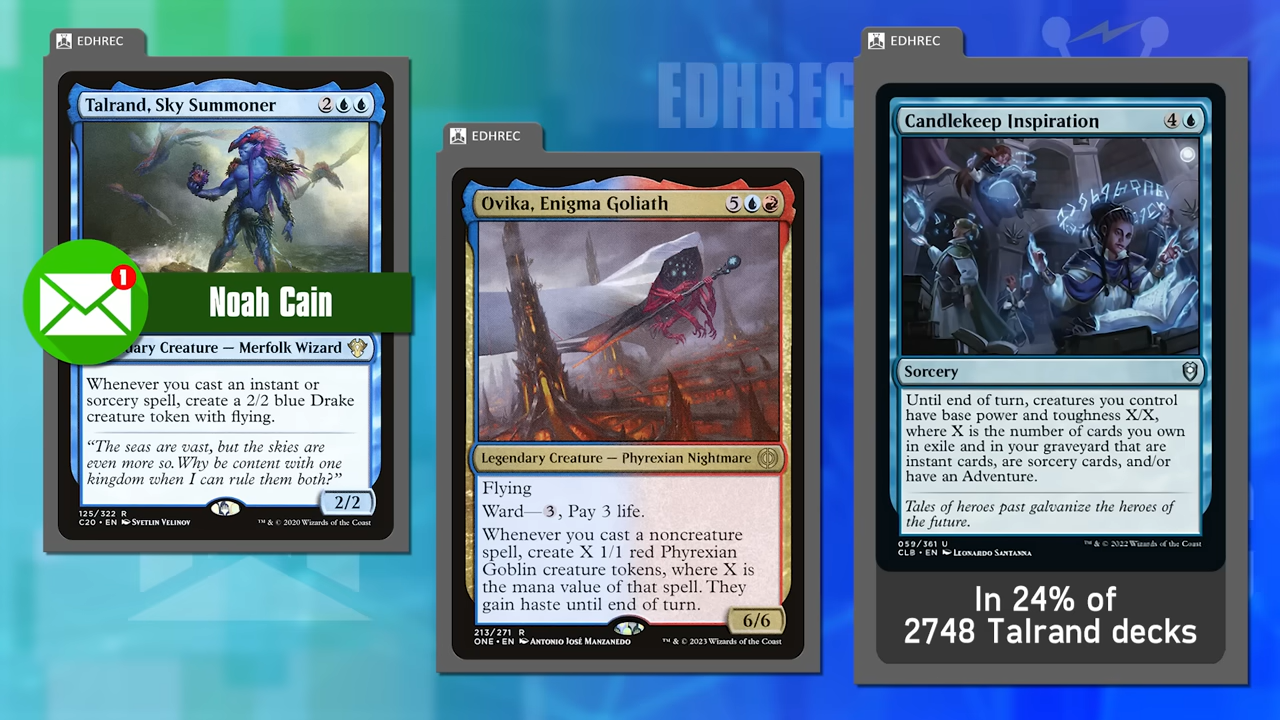 EDHREC
Talrand, Sky Summoner 2
1
Noah Cain
dary Creature — Merfolk Wizard
Whenever you cast an instant or
sorcery spell, create a 2/2 blue Drake
creature token with flying.
“The seas are vast, but the skies are
even more so. Why be content with one
kingdom when I can rule them both?”
2/2
125/322 R
C20 • EN Svetlin Velinov
™ & © 2020 Wizards of the Coast
EDHREC
EDHREC
Ovika, Enigma Goliath 5
Legendary Creature — Phyrexian Nightmare
Flying
Ward—3, Pay 3 life.
Whenever you cast a noncreature
spell, create X 1/1 red Phyrexian
Goblin creature tokens, where X is
the mana value of that spell. They
gain haste until end of turn.
6/6
213/271 R
ONE • EN Antonio José Manzanedo
™ & © 2023 Wizards of the Coast
EDHREC
Candlekeep Inspiration 4
Sorcery
Until end of turn, creatures you control
have base power and toughness X/X,
where X is the number of cards you own
in exile and in your graveyard that are
instant cards, are sorcery cards, and/or
have an Adventure.
Tales of heroes past galvanize the heroes of
the future.
059/361 U
CLB • EN Leonardo Santanna
™ & © 2022 Wizards of the Coast
In 24% of
2748 Talrand decks